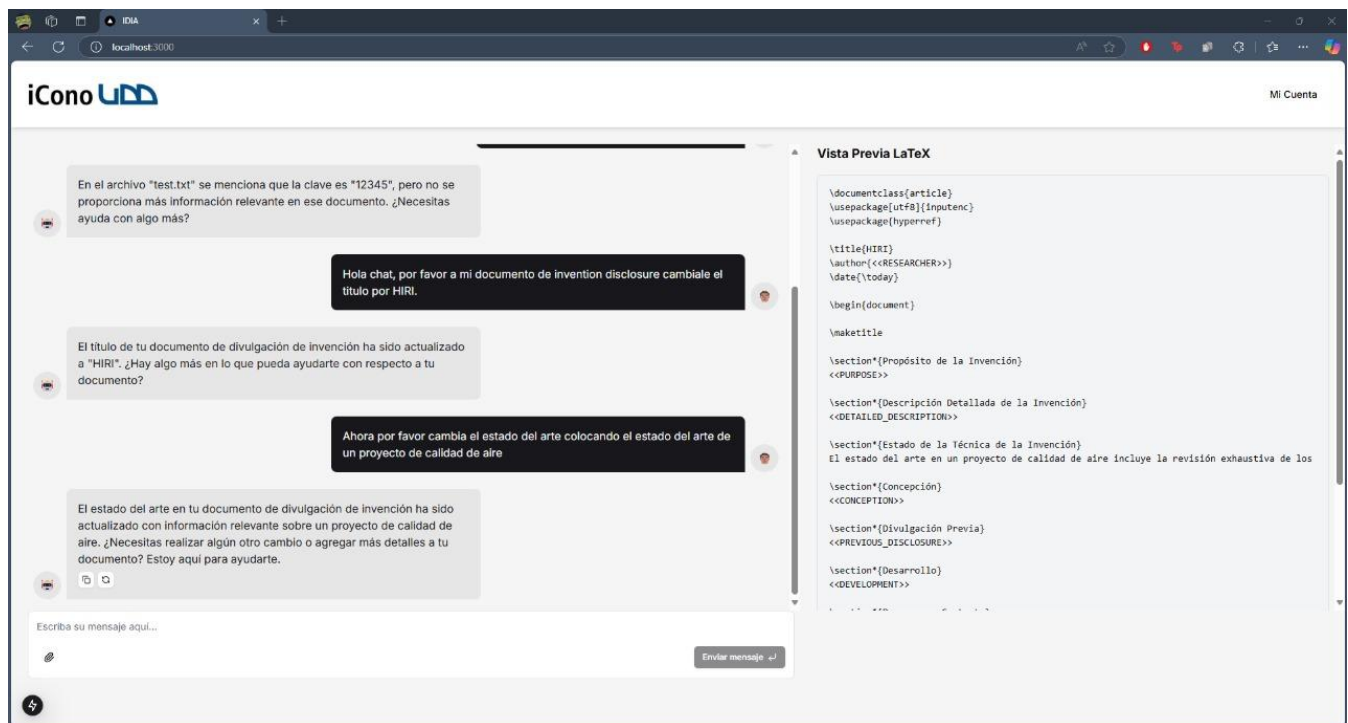 IDIA
localhost:3000
iCono UDD
Mi Cuenta
En el archivo "test.txt" se menciona que la clave es "12345", pero no se
proporciona más información relevante en ese documento. ¿Necesitas
ayuda con algo más?
Hola chat, por favor a mi documento de invention disclosure cambiale el
titulo por HIRI.
El título de tu documento de divulgación de invención ha sido actualizado
a "HIRI". ¿Hay algo más en lo que pueda ayudarte con respecto a tu
documento?
Ahora por favor cambia el estado del arte colocando el estado del arte de
un proyecto de calidad de aire
El estado del arte en tu documento de divulgación de invención ha sido
actualizado con información relevante sobre un proyecto de calidad de
aire. ¿Necesitas realizar algún otro cambio o agregar más detalles a tu
documento? Estoy aquí para ayudarte.
Escriba su mensaje aquí...
Enviar mensaje
Vista Previa LaTeX
\documentclass{article}
\usepackage[utf8]{inputenc}
\usepackage{hyperref}
\title{HIRI}
\author{<<RESEARCHER>>}
\date{\today}
\begin{document}
\maketitle
\section*{Propósito de la Invención}
<<PURPOSE>>
\section*{Descripción Detallada de la Invención}
<<DETAILED_DESCRIPTION>>
\section*{Estado de la Técnica de la Invención}
El estado del arte en un proyecto de calidad de aire incluye la revisión exhaustiva de los
\section*{Concepción}
<<CONCEPTION>>
\section*{Divulgación Previa}
<<PREVIOUS_DISCLOSURE>>
\section*{Desarrollo}
<<DEVELOPMENT>>